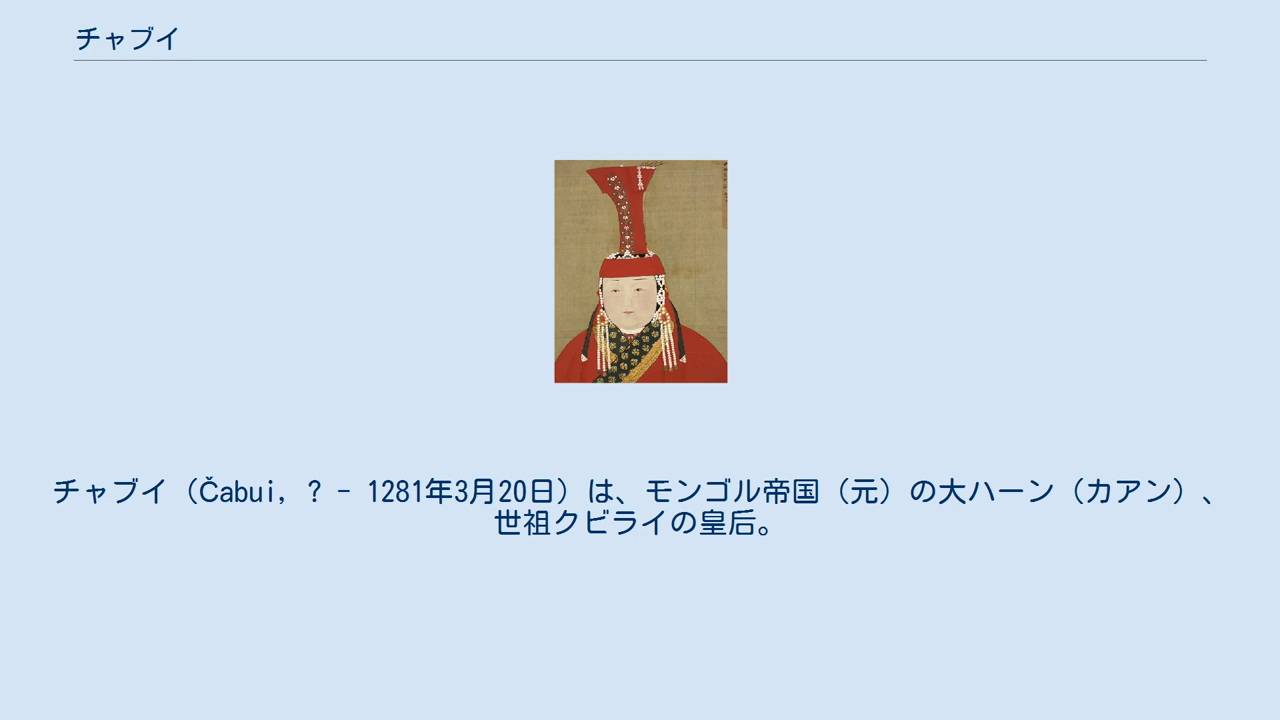 チャブイ
チャブイ（Čabui, ? - 1281年3月20日）は、モンゴル帝国（元）の大ハーン（カアン）、
世祖クビライの皇后。